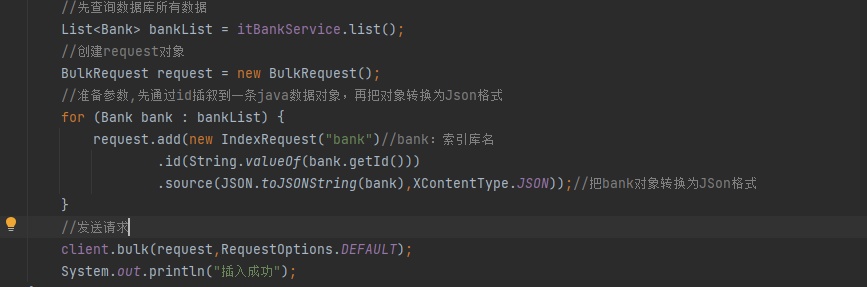 //先查询数据库所有数据
List<Bank> bankList = itBankService.list();
//创建request对象
BulkRequest request = new BulkRequest();
//准备参数,先通过id插叙到一条java数据对象，再把对象转换为Json格式
for (Bank bank : bankList) {
request.add(new IndexRequest("bank")//bank：索引库名
.id(String.valueOf(bank.getId()))
.source(JSON.toJSONString(bank),XContentType.JSON));//把bank对象转换为JSon格式
}
//发送请求
client.bulk(request,RequestOptions.DEFAULT);
System.out.println("插入成功");